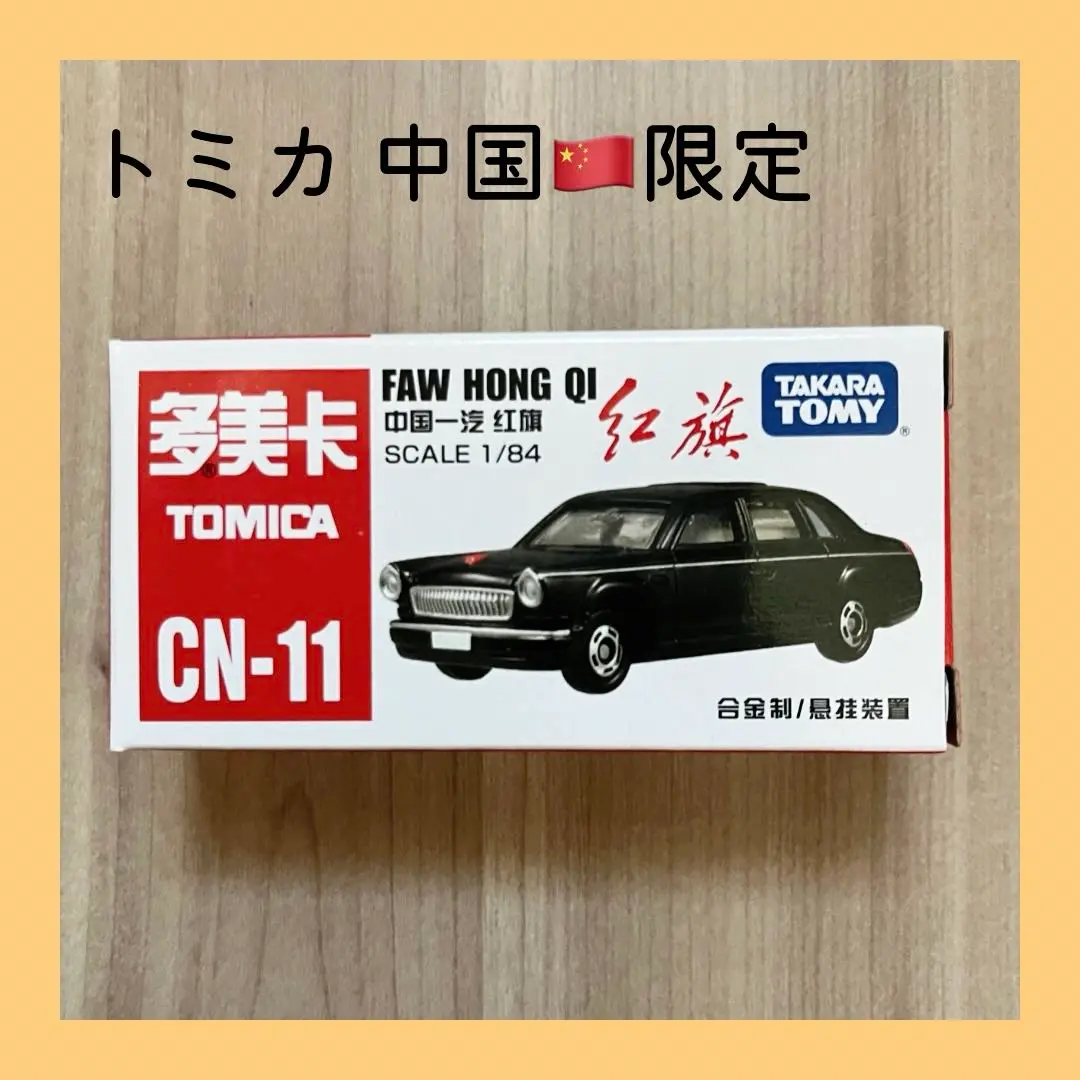 トミカ 中国🇨🇳限定
多美卡
TOMICA
CN-11
FAW HONG QI
中国一汽 红旗
SCALE 1/84
红旗
TAKARA
TOMY
®
合金制/悬挂装置